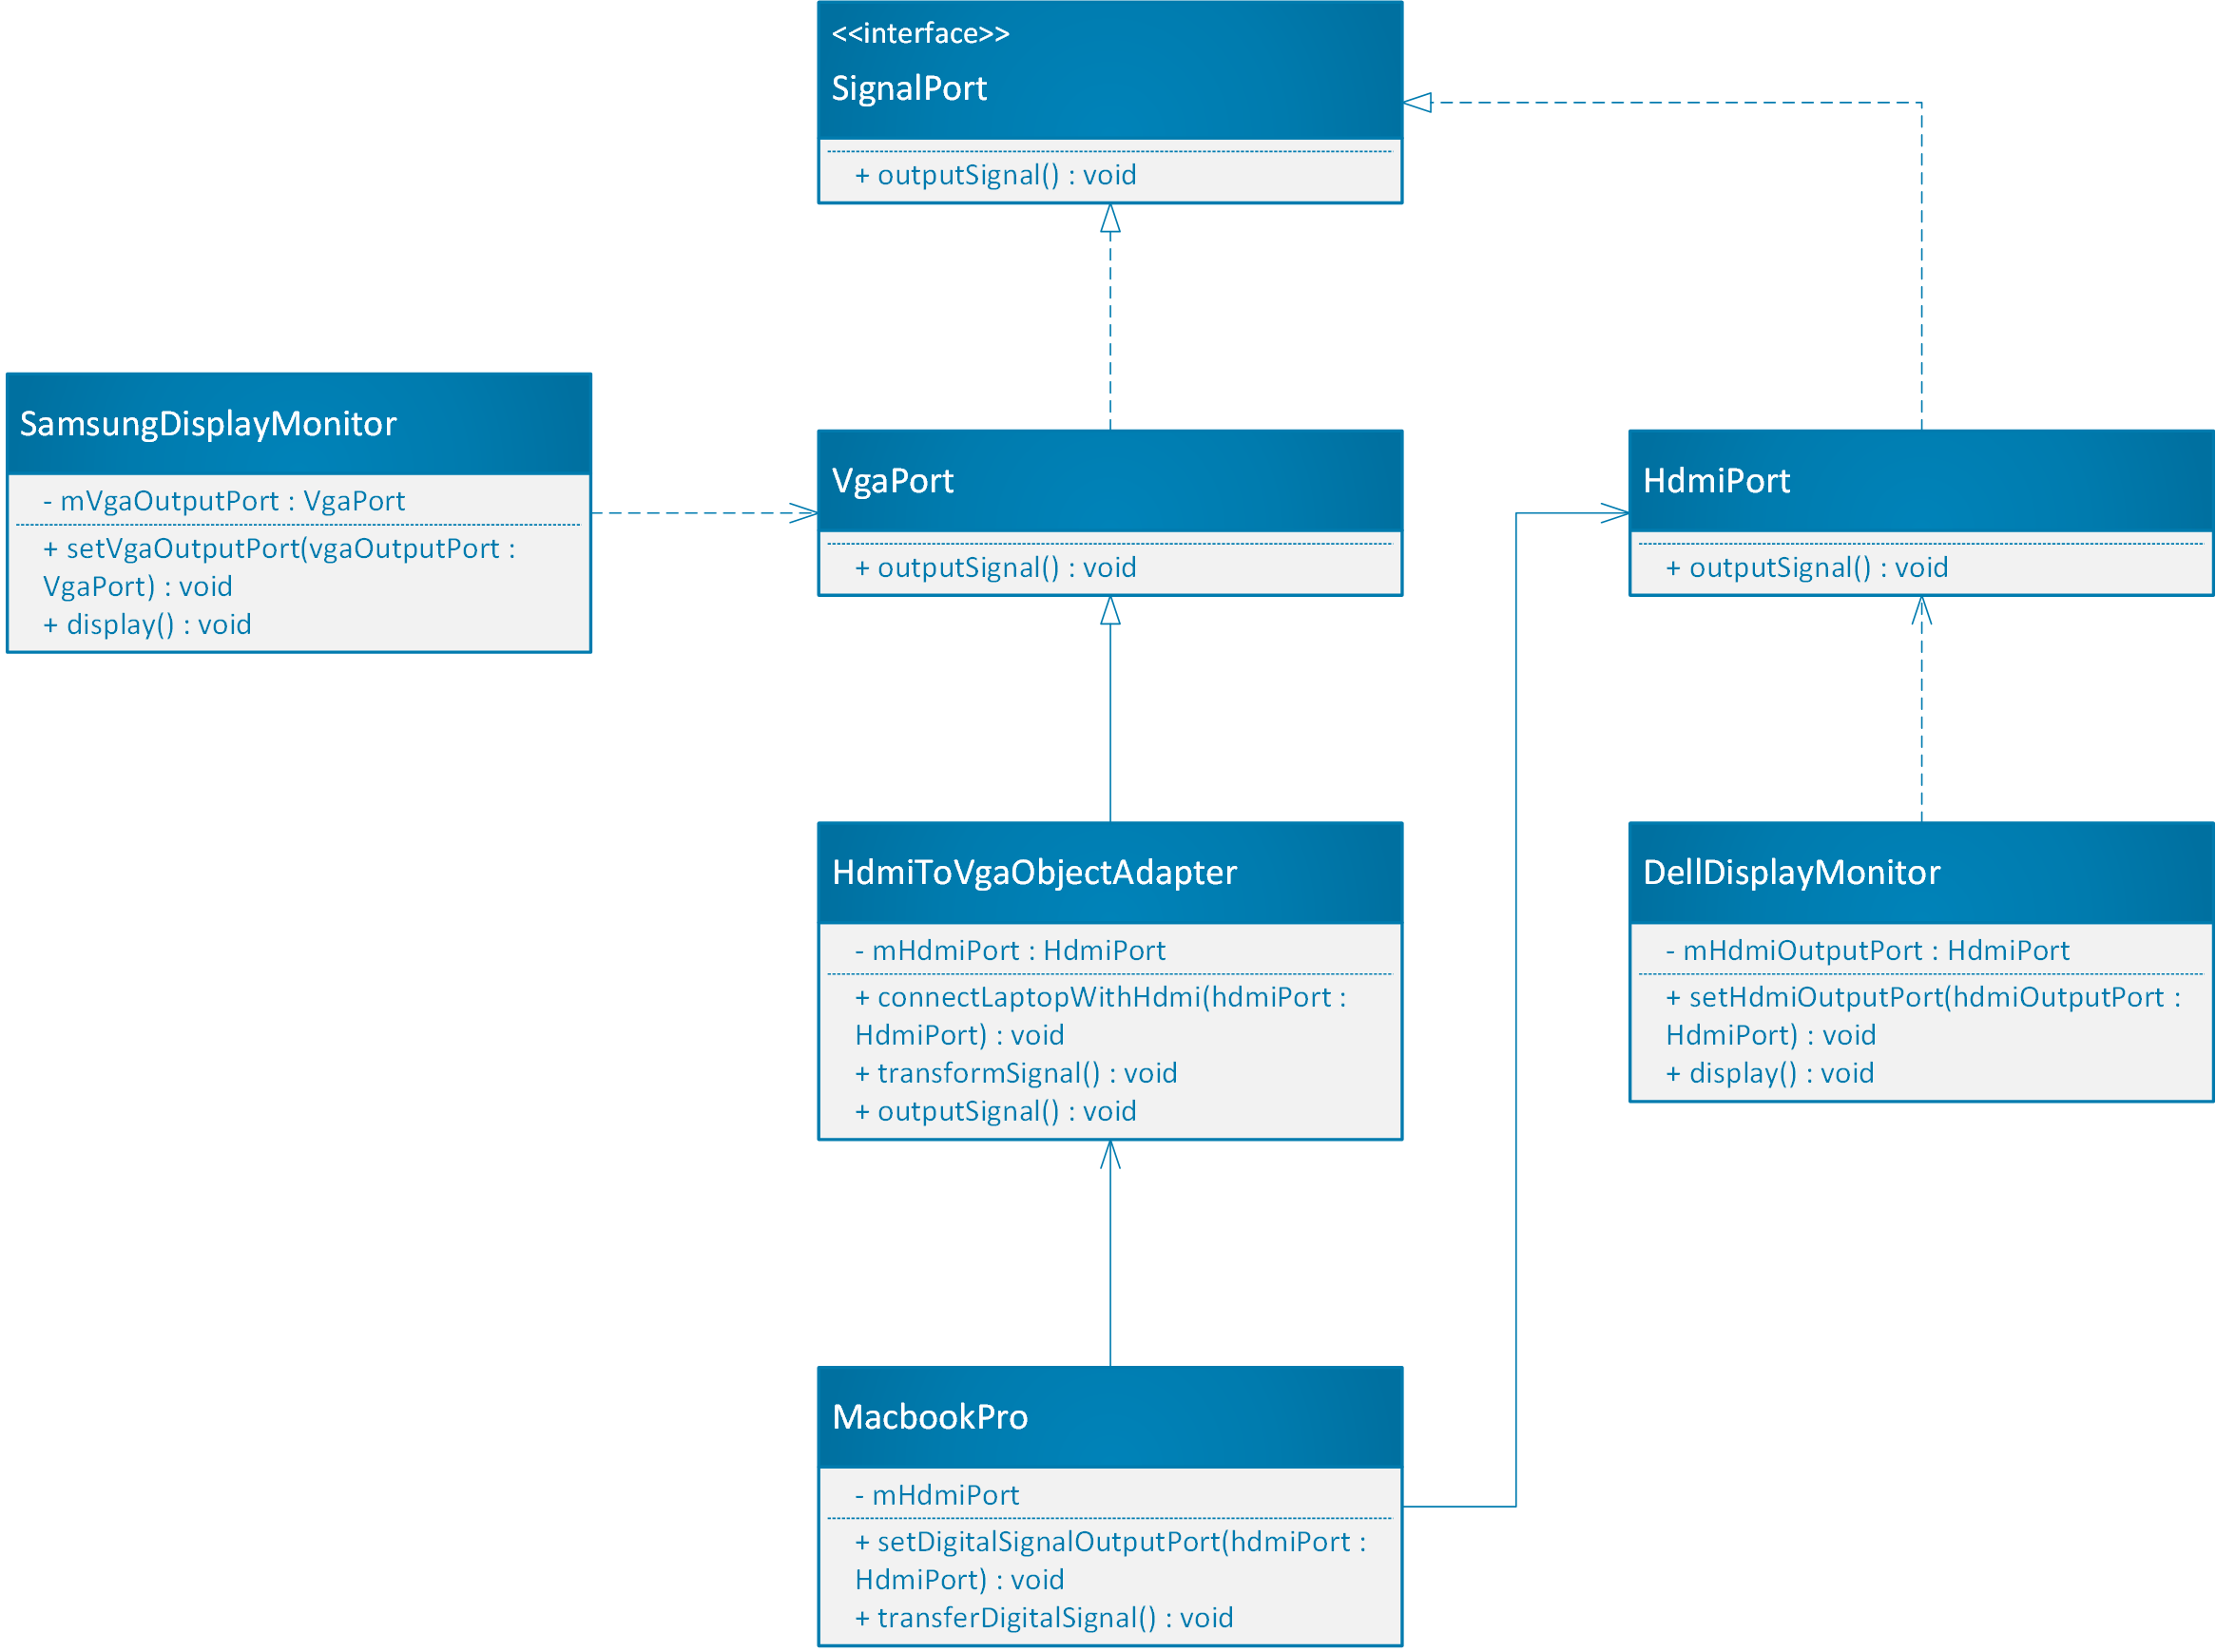 <<interface>>
SignalPort
+ outputSignal() : void
SamsungDisplayMonitor
- mVgaOutputPort : VgaPort
+ setVgaOutputPort(vgaOutputPort :
VgaPort) : void
+ display() : void
VgaPort
+ outputSignal() : void
HdmiPort
+ outputSignal() : void
HdmiToVgaObjectAdapter
- mHdmiPort : HdmiPort
+ connectLaptopWithHdmi(hdmiPort :
HdmiPort) : void
+ transformSignal() : void
+ outputSignal() : void
DellDisplayMonitor
- mHdmiOutputPort : HdmiPort
+ setHdmiOutputPort(hdmiOutputPort :
HdmiPort) : void
+ display() : void
MacbookPro
- mHdmiPort
+ setDigitalSignalOutputPort(hdmiPort :
HdmiPort) : void
+ transferDigitalSignal() : void